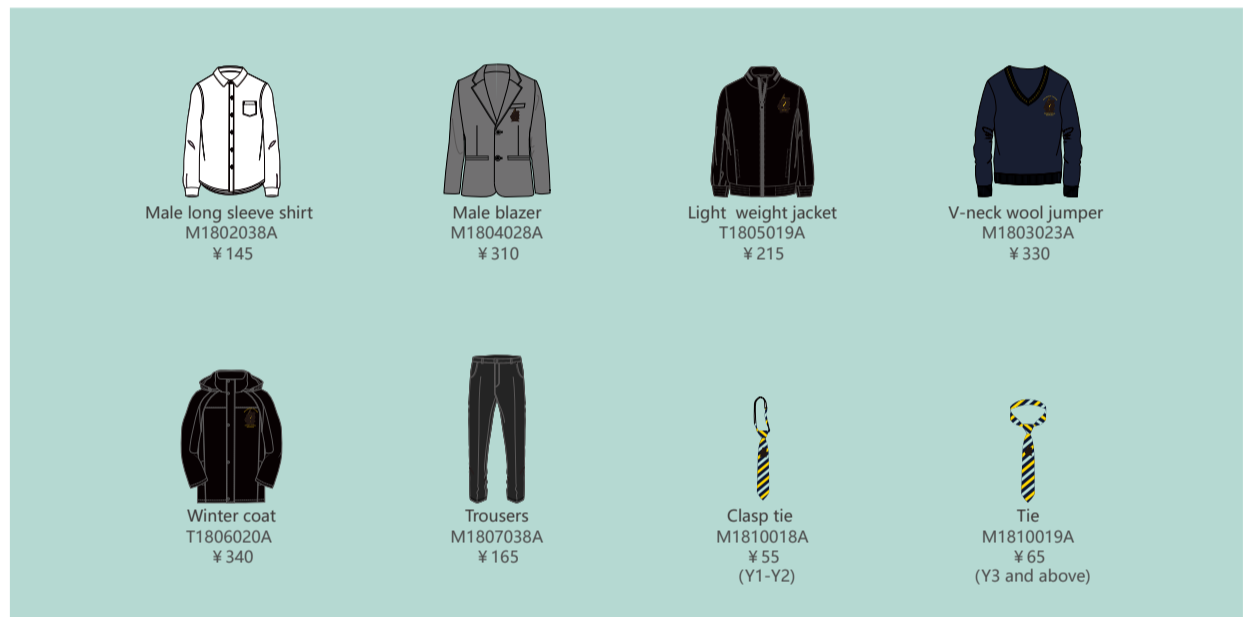 Male long sleeve shirt
M1802038A
¥145
Male blazer
M1804028A
¥310
Light weight jacket
T1805019A
¥215
V-neck wool jumper
M1803023A
¥330
Winter coat
T1806020A
¥340
Trousers
M1807038A
¥165
Clasp tie
M1810018A
¥55
(Y1-Y2)
Tie
M1810019A
¥65
(Y3 and above)